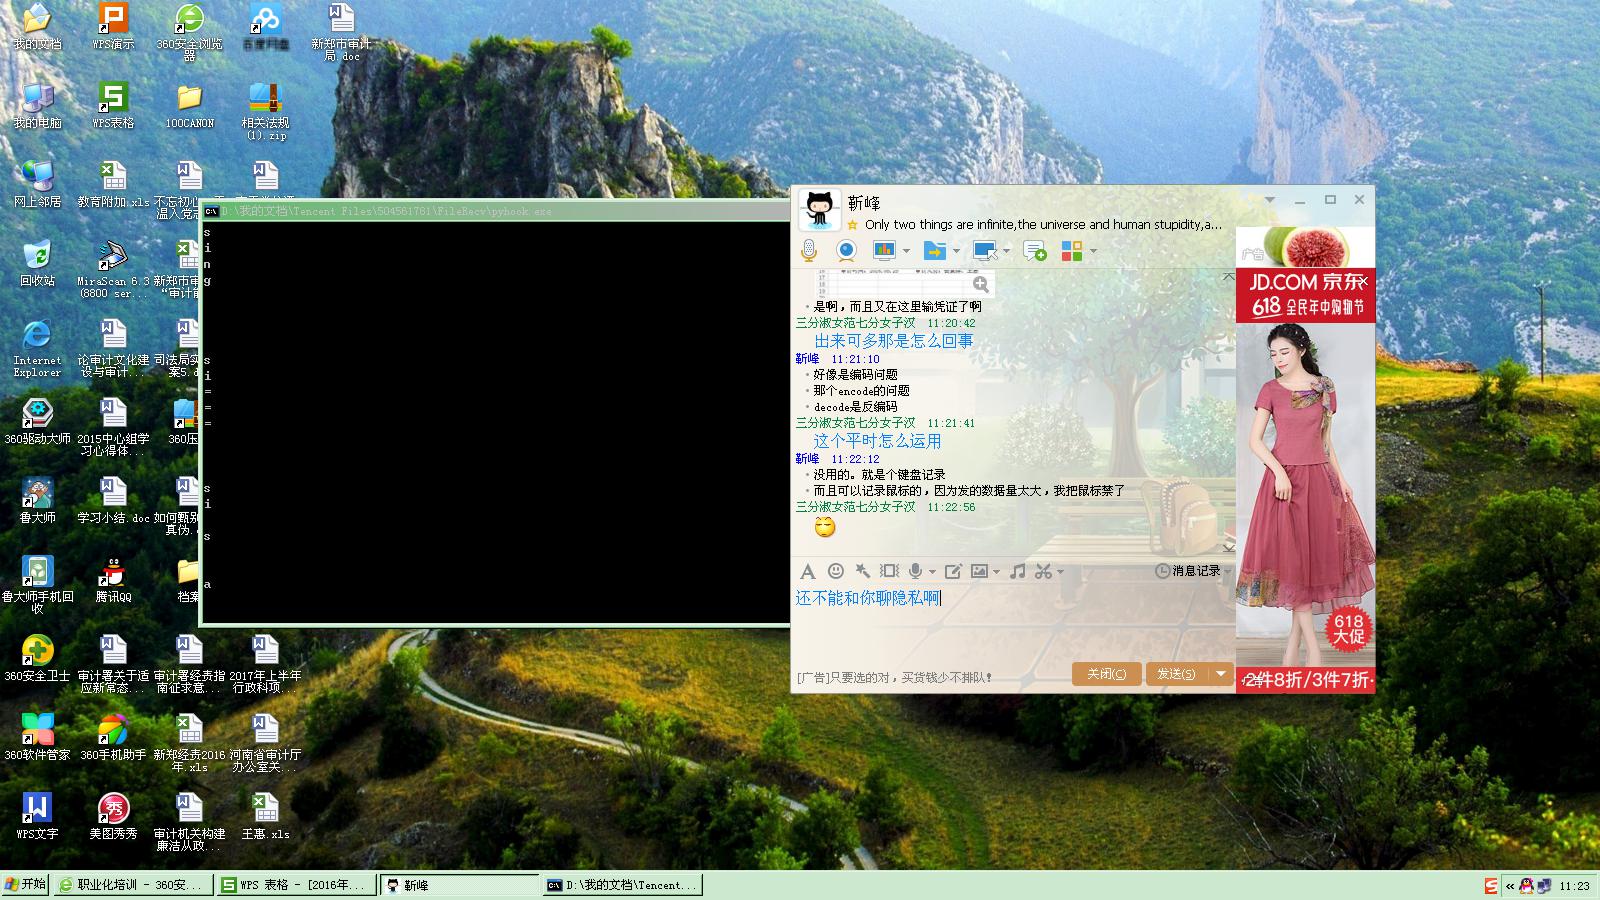 我的文档
WPS演示
360安全浏览器
百度网盘
新郑市审计局.doc
我的电脑
WPS表格
100CANON
相关法规(1).zip
网上邻居
教育附加.xls
不忘初心
温入党志
回收站
MiraScan 6.3 (8800 ser...
新郑市审
“审计前
Internet Explorer
论审计文化建设与审计...
司法局实
案5.d
360驱动大师
2015中心组学习心得体...
360压
鲁大师
学习小结.doc
如何甄别
真伪.
鲁大师手机回收
腾讯QQ
档案
360安全卫士
审计署关于适应新常态...
审计署经责指南征求意...
2017年上半年行政科项...
360软件管家
360手机助手
新郑经责2016年.xls
河南省审计厅办公室关...
WPS文字
美图秀秀
审计机关构建廉洁从政...
王惠.xls
D:\我的文档\Tencent Files\504561761\FileRecv\pyhook.exe
s
i
n
g
s
i
=
=
=
s
i
s
a
靳峰
Only two things are infinite,the universe and human stupidity,a...
是啊，而且又在这里输凭证了啊
三分淑女范七分女子汉 11:20:42
出来可多那是怎么回事
靳峰 11:21:10
好像是编码问题
那个encode的问题
decode是反编码
三分淑女范七分女子汉 11:21:41
这个平时怎么运用
靳峰 11:22:12
没用的。就是个键盘记录
而且可以记录鼠标的，因为发的数据量太大，我把鼠标禁了
三分淑女范七分女子汉 11:22:56
消息记录
还不能和你聊隐私啊
[广告]只要选的对，买货钱少不排队!
关闭(C)
发送(S)
广告
JD.COM 京东
618 全民年中购物节
618
大促
2件8折/3件7折
开始
职业化培训 - 360安...
WPS 表格 - [2016年...
靳峰
D:\我的文档\Tencent...
11:23